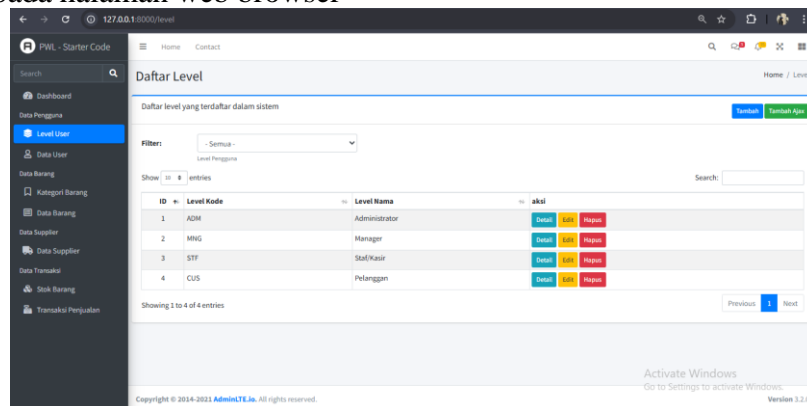 pada halaman web browser
127.0.0.1:8000/level
PWL - Starter Code
Home Contact
Search
Daftar Level
Home / Leve
Dashboard
Data Pengguna
Daftar level yang terdaftar dalam sistem
Tambah Tambah Ajax
Level User
Data User
Filter:
- Semua -
Level Pengguna
Data Barang
Show 10 entries
Search:
Kategori Barang
ID Level Kode Level Nama aksi
Data Barang
1 ADM Administrator Detail Edit Hapus
Data Supplier
2 MNG Manager Detail Edit Hapus
Data Supplier
3 STF Staf/Kasir Detail Edit Hapus
Data Transaksi
4 CUS Pelanggan Detail Edit Hapus
Stok Barang
Showing 1 to 4 of 4 entries
Previous 1 Next
Transaksi Penjualan
Activate Windows
Go to Settings to activate Windows.
Copyright © 2014-2021 AdminLTE.io. All rights reserved.
Version 3.2.